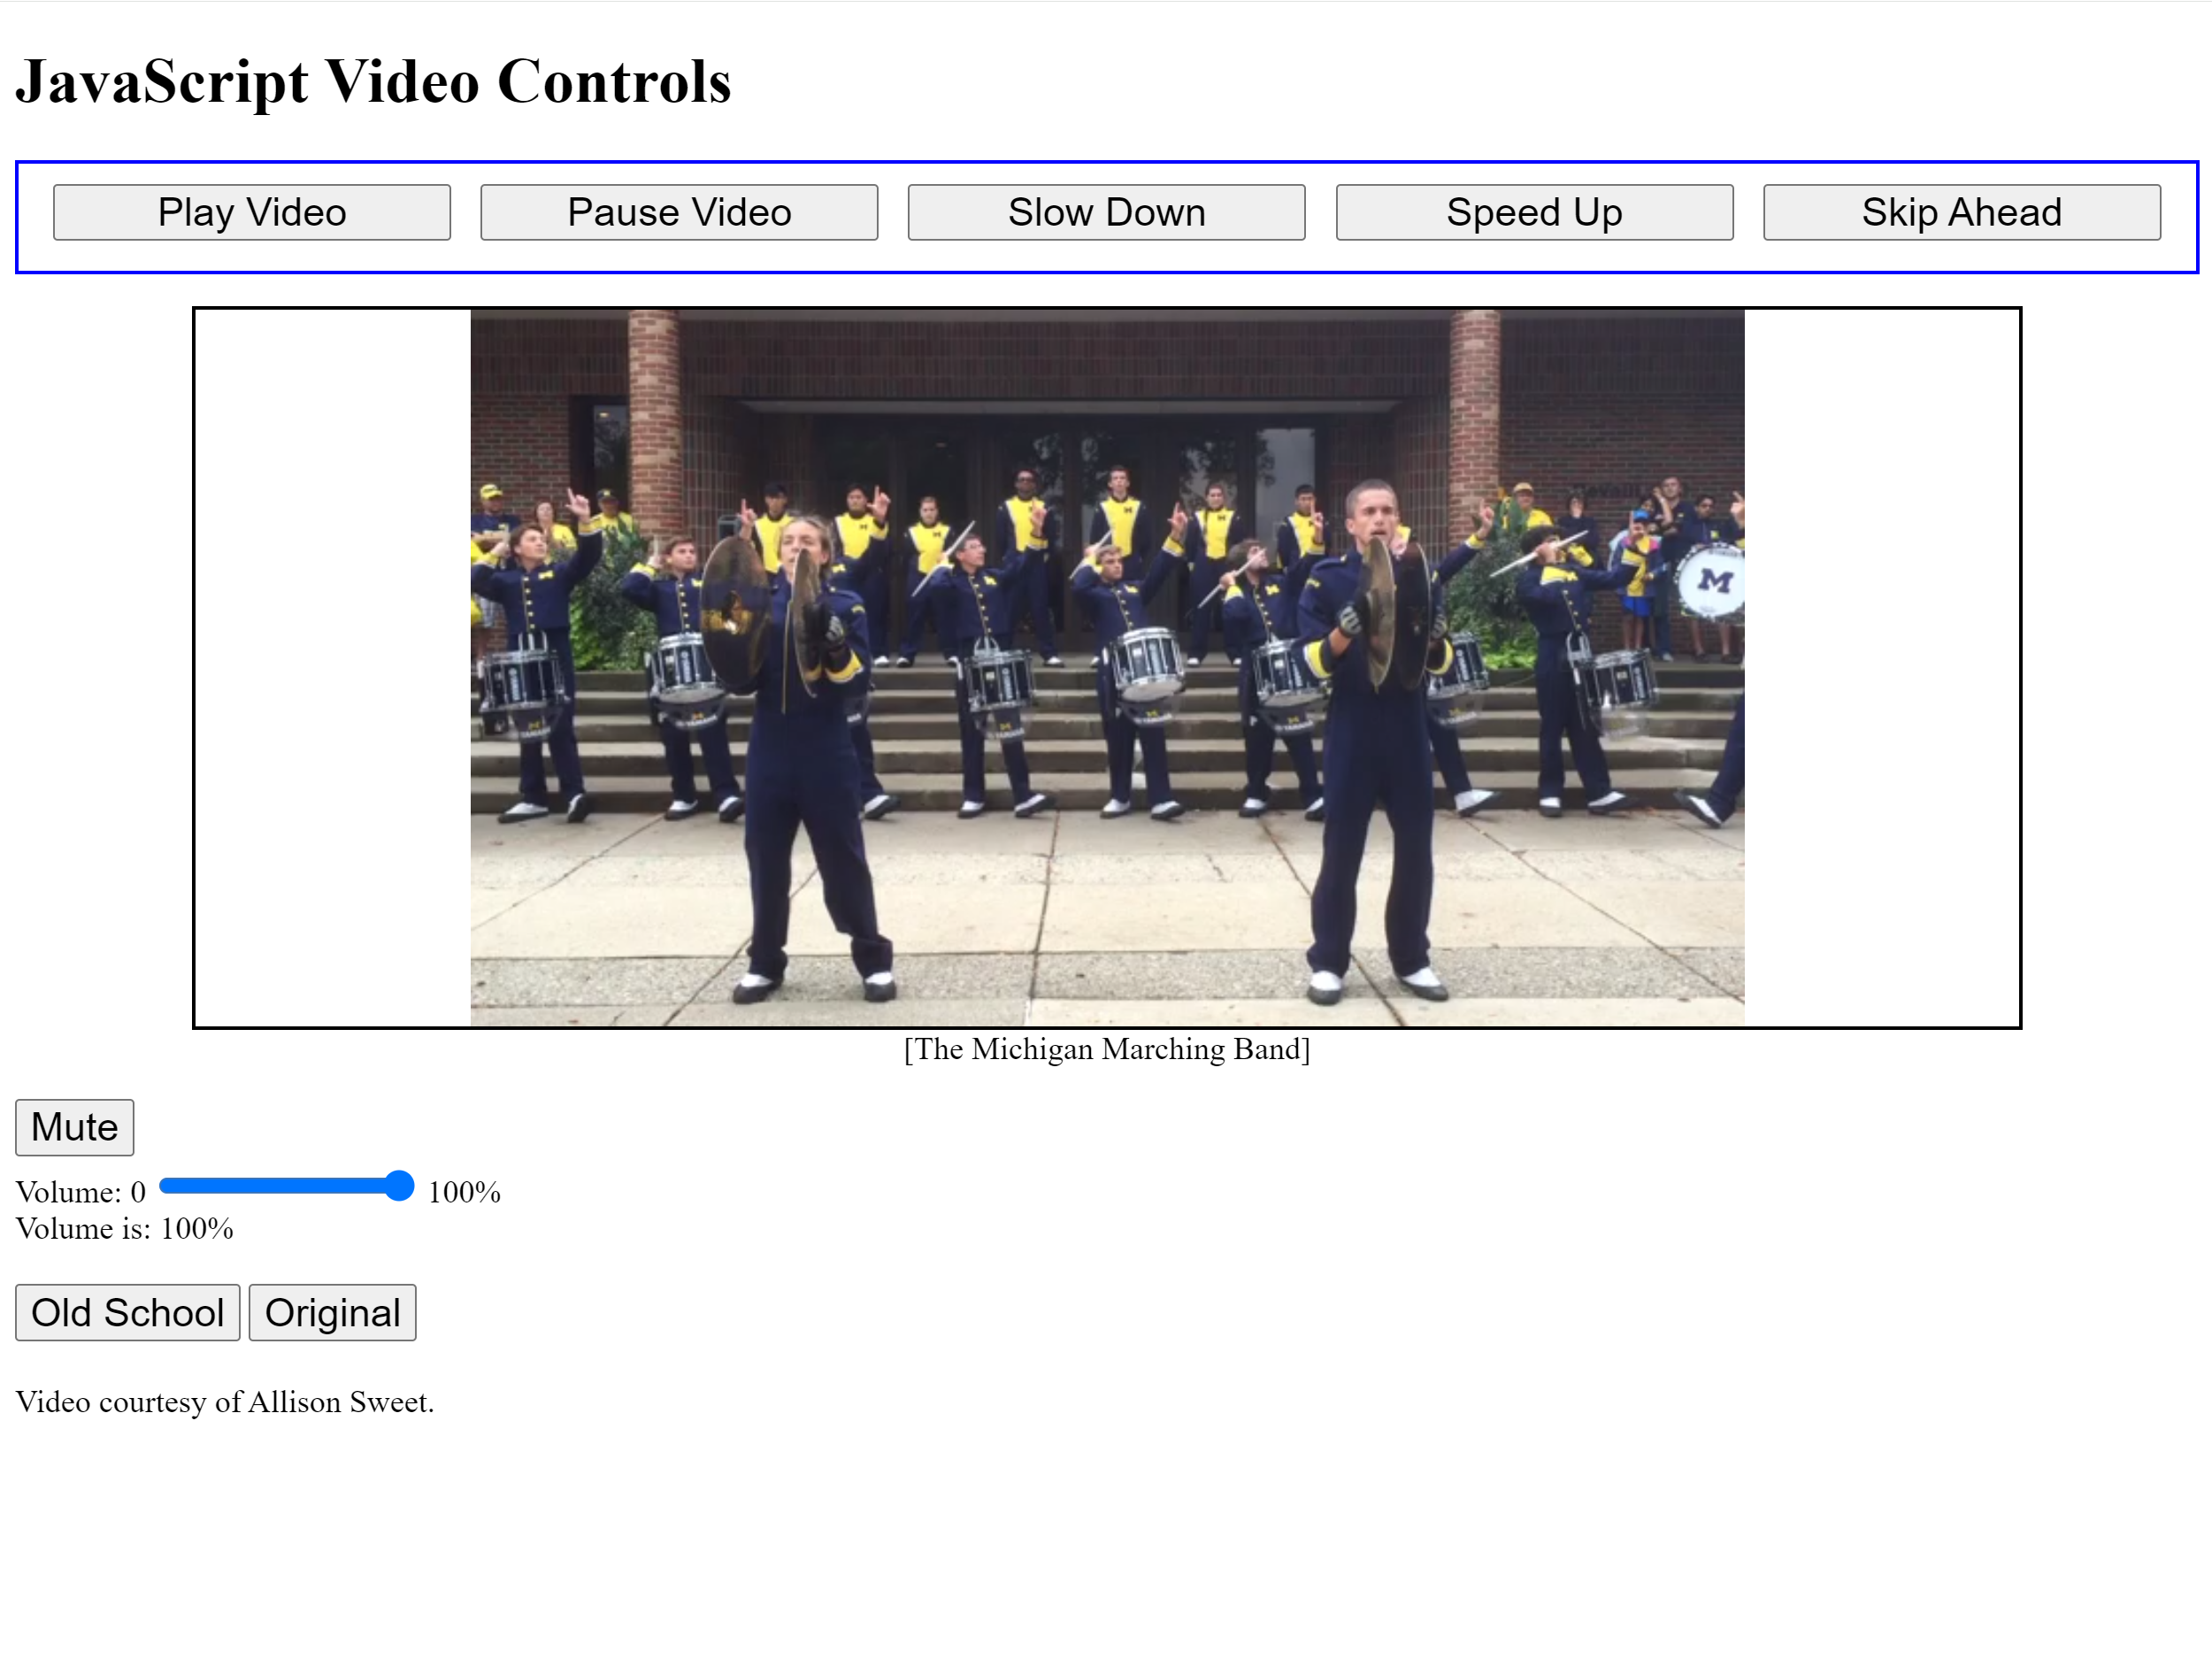 JavaScript Video Controls
Play Video Pause Video Slow Down Speed Up Skip Ahead
M
[The Michigan Marching Band]
Mute
Volume: 0 100%
Volume is: 100%
Old School Original
Video courtesy of Allison Sweet.